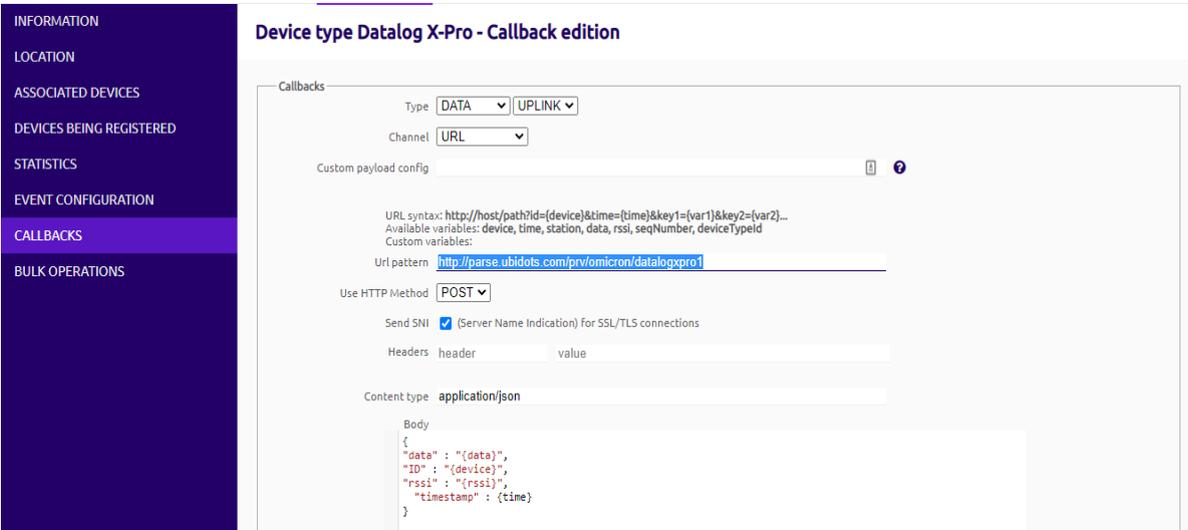 INFORMATION
LOCATION
ASSOCIATED DEVICES
DEVICES BEING REGISTERED
STATISTICS
EVENT CONFIGURATION
CALLBACKS
BULK OPERATIONS
Device type Datalog X-Pro - Callback edition
Callbacks
Type DATA UPLINK
Channel URL
Custom payload config ?
URL syntax: http://host/path?id={device}&time={time}&key1={var1}&key2={var2}...
Available variables: device, time, station, data, rssi, seqNumber, deviceTypeId
Custom variables:
Url pattern http://parse.ubidots.com/prv/omicron/datalogxpro1
Use HTTP Method POST
Send SNI (Server Name Indication) for SSL/TLS connections
Headers header value
Content type application/json
Body
{
"data" : "{data}",
"ID" : "{device}",
"rssi" : "{rssi}",
"timestamp" : {time}
}